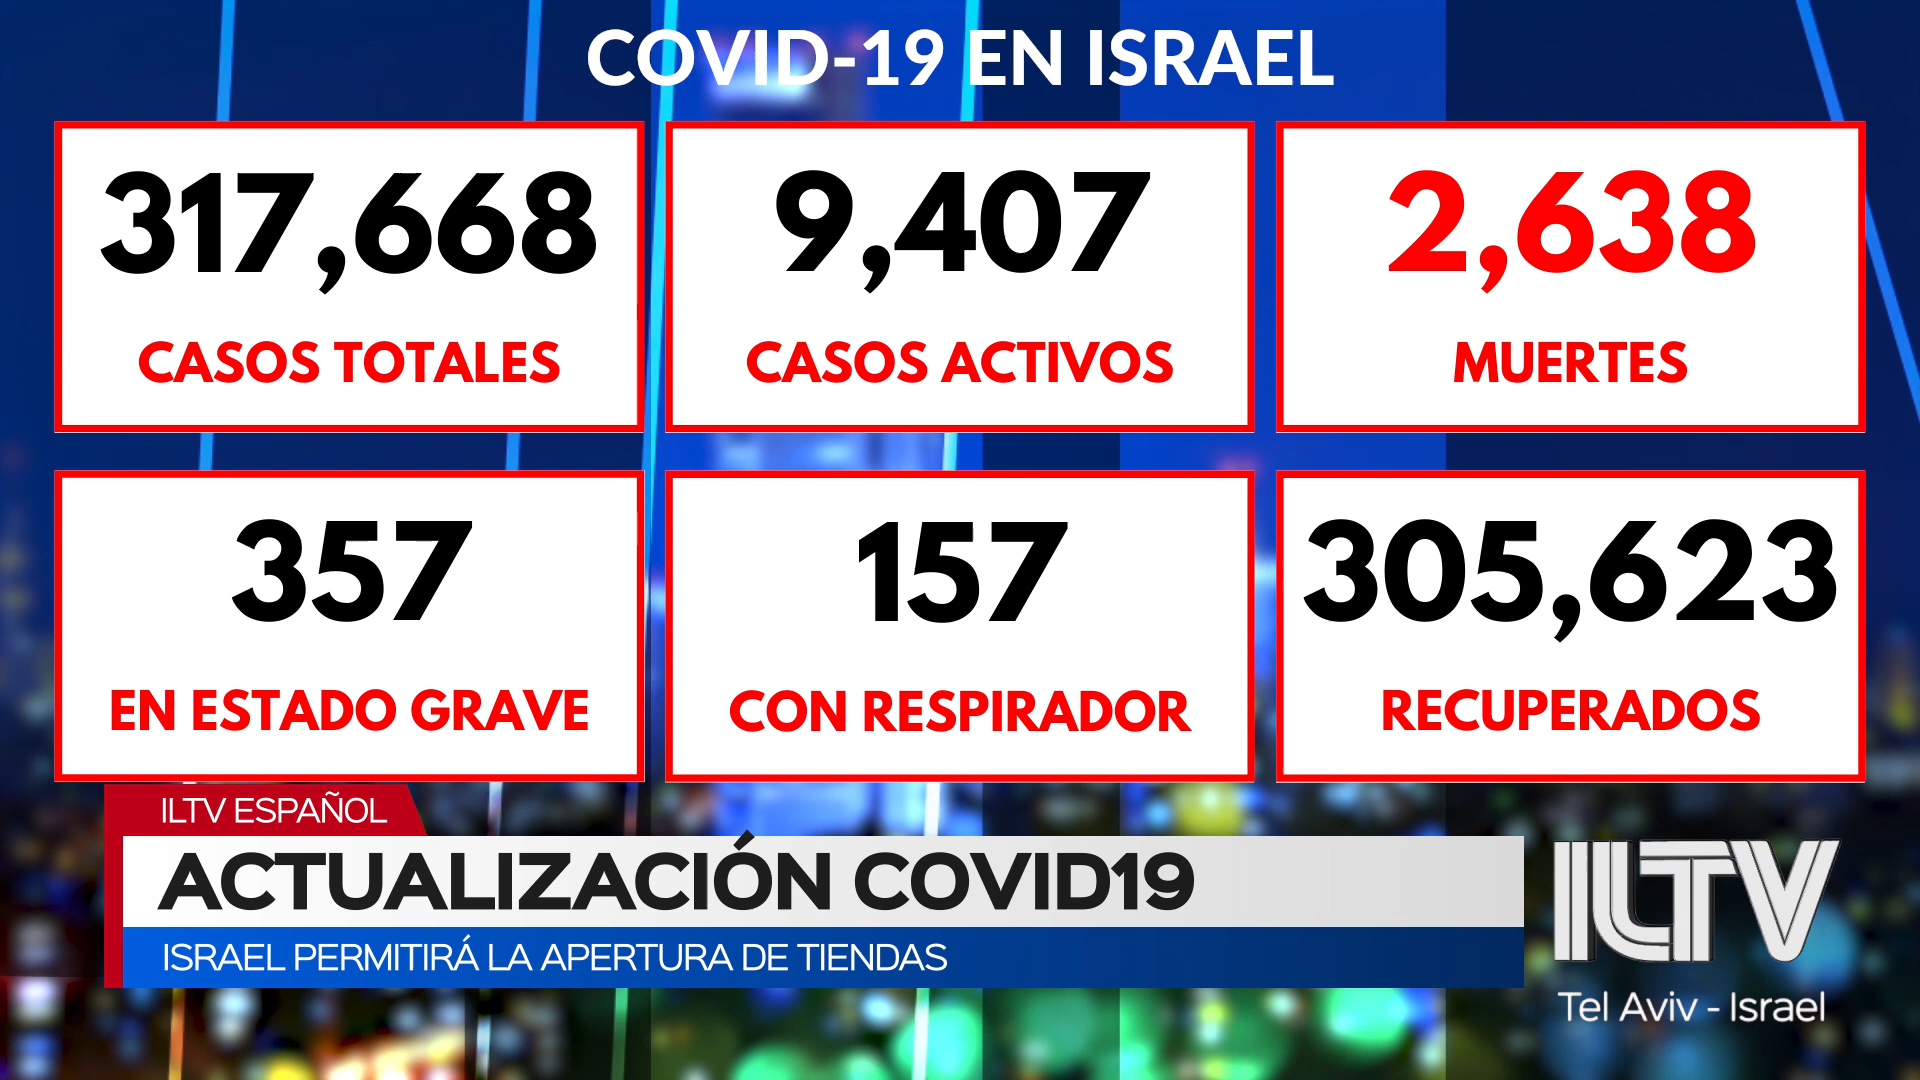 COVID-19 EN ISRAEL
317,668
CASOS TOTALES
9,407
CASOS ACTIVOS
2,638
MUERTES
357
EN ESTADO GRAVE
157
CON RESPIRADOR
305,623
RECUPERADOS
ILTV ESPAÑOL
ACTUALIZACIÓN COVID19
ISRAEL PERMITIRÁ LA APERTURA DE TIENDAS
ILTV
Tel Aviv - Israel